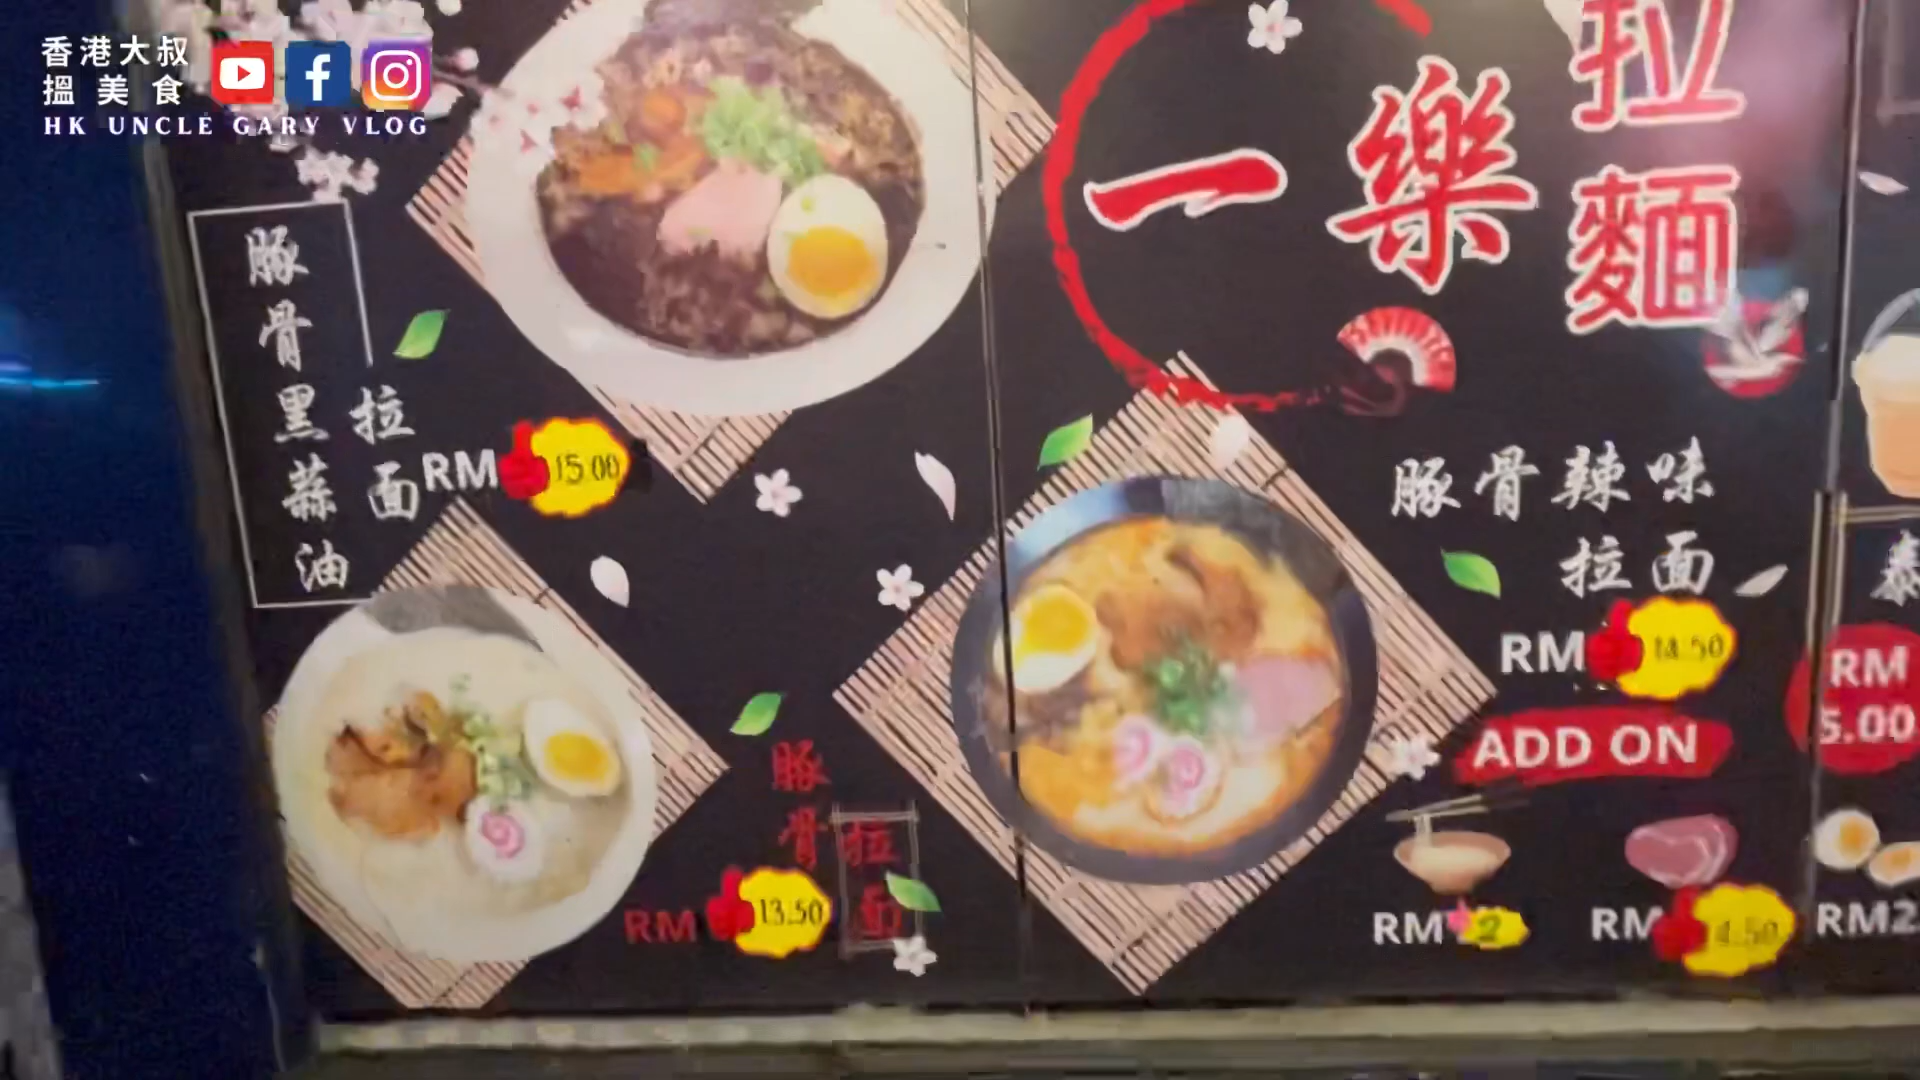 香港大叔
搵美食
HK UNCLE GARY VLOG
一樂
拉麵
豚骨黑蒜油
拉面
RM 15.00
豚骨辣味
拉面
RM 14.50
ADD ON
豚骨
拉面
RM 13.50
RM 2
RM 4.50
RM2
泰
RM
5.00